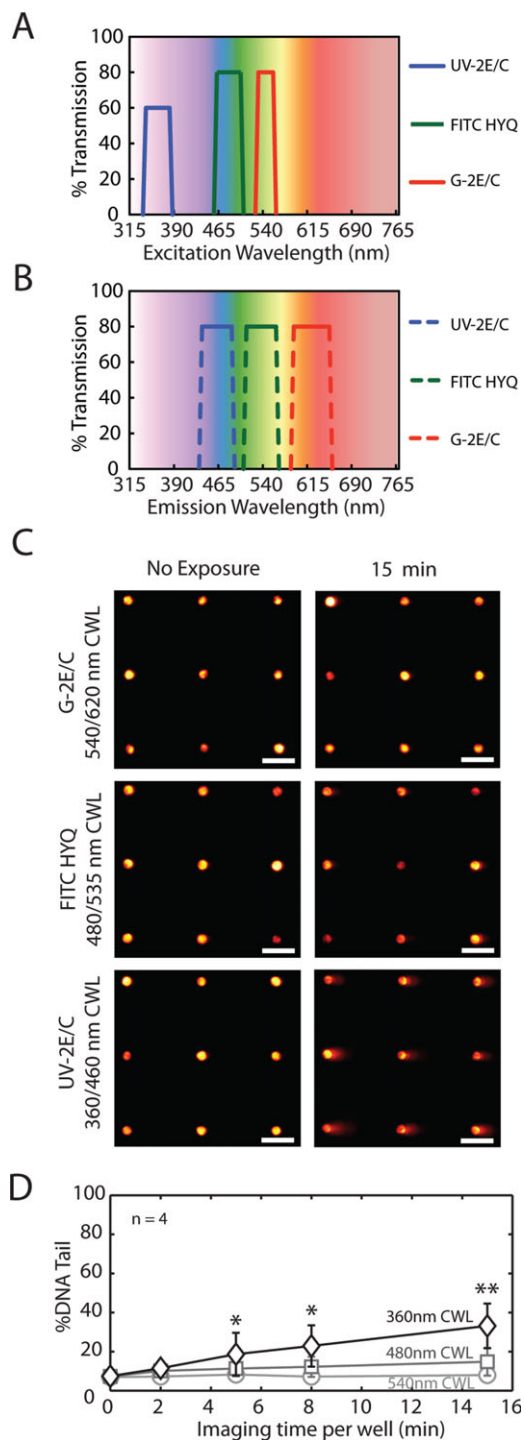 A
% Transmission
100
80
60
40
20
0
315 390 465 540 615 690 765
Excitation Wavelength (nm)
UV-2E/C
FITC HYQ
G-2E/C
B
% Transmission
100
80
60
40
20
0
315 390 465 540 615 690 765
Emission Wavelength (nm)
UV-2E/C
FITC HYQ
G-2E/C
C
No Exposure 15 min
G-2E/C
540/620 nm CWL
FITC HYQ
480/535 nm CWL
UV-2E/C
360/460 nm CWL
D
%DNA Tail
100
80
60
40
20
0
n = 4
* * **
360nm CWL
480nm CWL
540nm CWL
0 2 4 6 8 10 12 14 16
Imaging time per well (min)